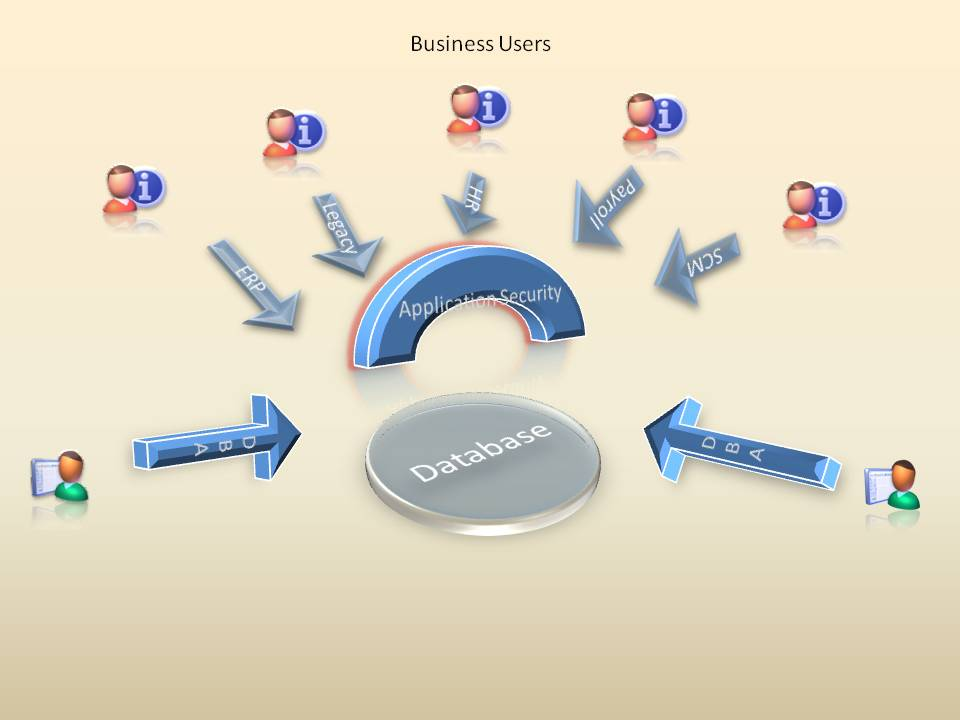 Business Users
HR
Payroll
Legacy
SCM
ERP
Application Security
Database
DBA
DBA